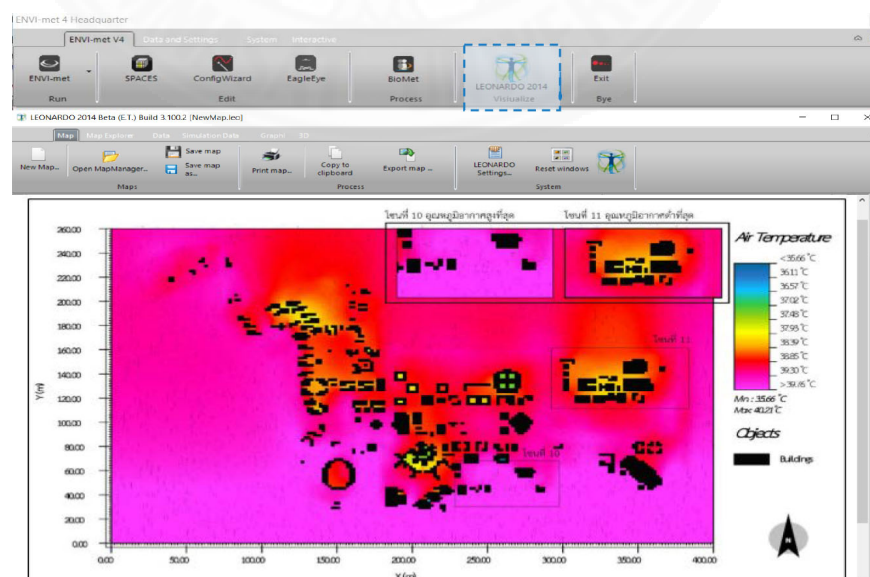 ENVI-met 4 Headquarter
ENVI-met V4 Data and Settings System Interactive
ENVI-met SPACES ConfigWizard EagleEye BioMet LEONARDO 2014 Exit
Run Edit Process Visualize Bye
LEONARDO 2014 Beta (E.T.) Build 3.100.2 [NewMap.leo]
Map Map Explorer Data Simulation Data Graphs 3D
New Map... Open MapManager... Save map
Save map as... Print map... Copy to clipboard Export map ... LEONARDO Settings... Reset windows
Maps Process System
โซนที่ 10 อุณหภูมิอากาศสูงที่สุด โซนที่ 11 อุณหภูมิอากาศต่ำที่สุด
Air Temperature
< 35.66 °C
36.11 °C
36.57 °C
37.02 °C
37.48 °C
37.93 °C
38.39 °C
38.85 °C
39.30 °C
Min : 35.66 °C
Max: 40.21 °C
Objects
Buildings
N
โซนที่ 11
โซนที่ 10
Y (m)
260.00
240.00
220.00
200.00
180.00
160.00
140.00
120.00
100.00
80.00
60.00
40.00
20.00
0.00
0.00 50.00 100.00 150.00 200.00 250.00 300.00 350.00 400.00
X (m)